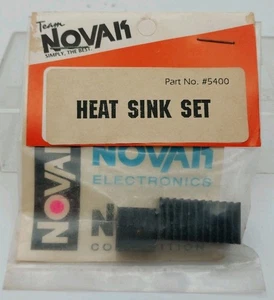 Team
NOVAK
SIMPLY, THE BEST.
Part No. #5400
HEAT SINK SET
NOVAK
ELECTRONICS
NOVAK